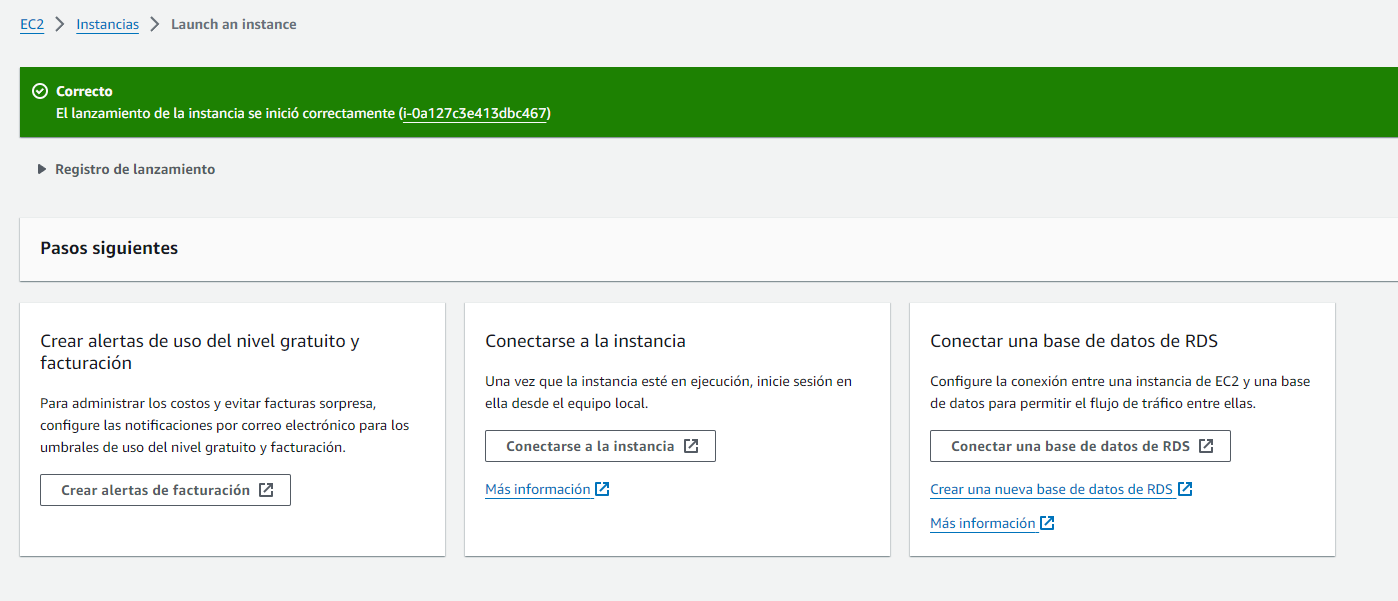 EC2 > Instancias > Launch an instance
Correcto
El lanzamiento de la instancia se inició correctamente (i-0a127c3e413dbc467)
Registro de lanzamiento
Pasos siguientes
Crear alertas de uso del nivel gratuito y
facturación
Para administrar los costos y evitar facturas sorpresa,
configure las notificaciones por correo electrónico para los
umbrales de uso del nivel gratuito y facturación.
Crear alertas de facturación
Conectarse a la instancia
Una vez que la instancia esté en ejecución, inicie sesión en
ella desde el equipo local.
Conectarse a la instancia
Más información
Conectar una base de datos de RDS
Configure la conexión entre una instancia de EC2 y una base
de datos para permitir el flujo de tráfico entre ellas.
Conectar una base de datos de RDS
Crear una nueva base de datos de RDS
Más información